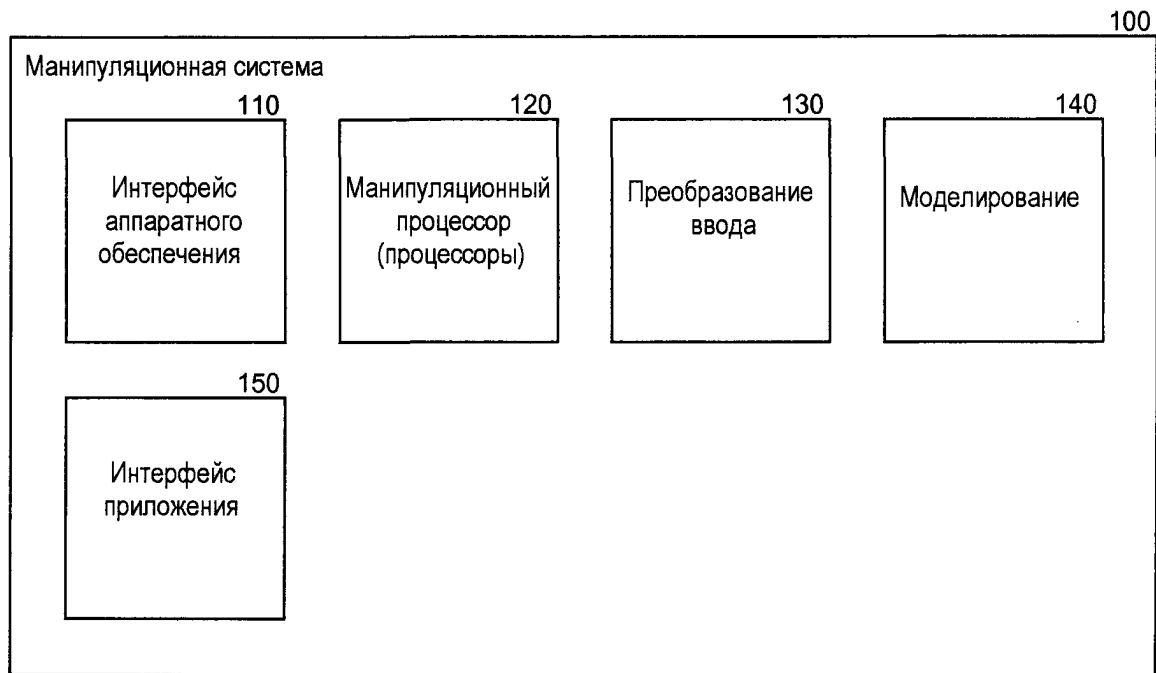 100
Манипуляционная система
110
Интерфейс
аппаратного
обеспечения
120
Манипуляционный
процессор
(процессоры)
130
Преобразование
ввода
140
Моделирование
150
Интерфейс
приложения